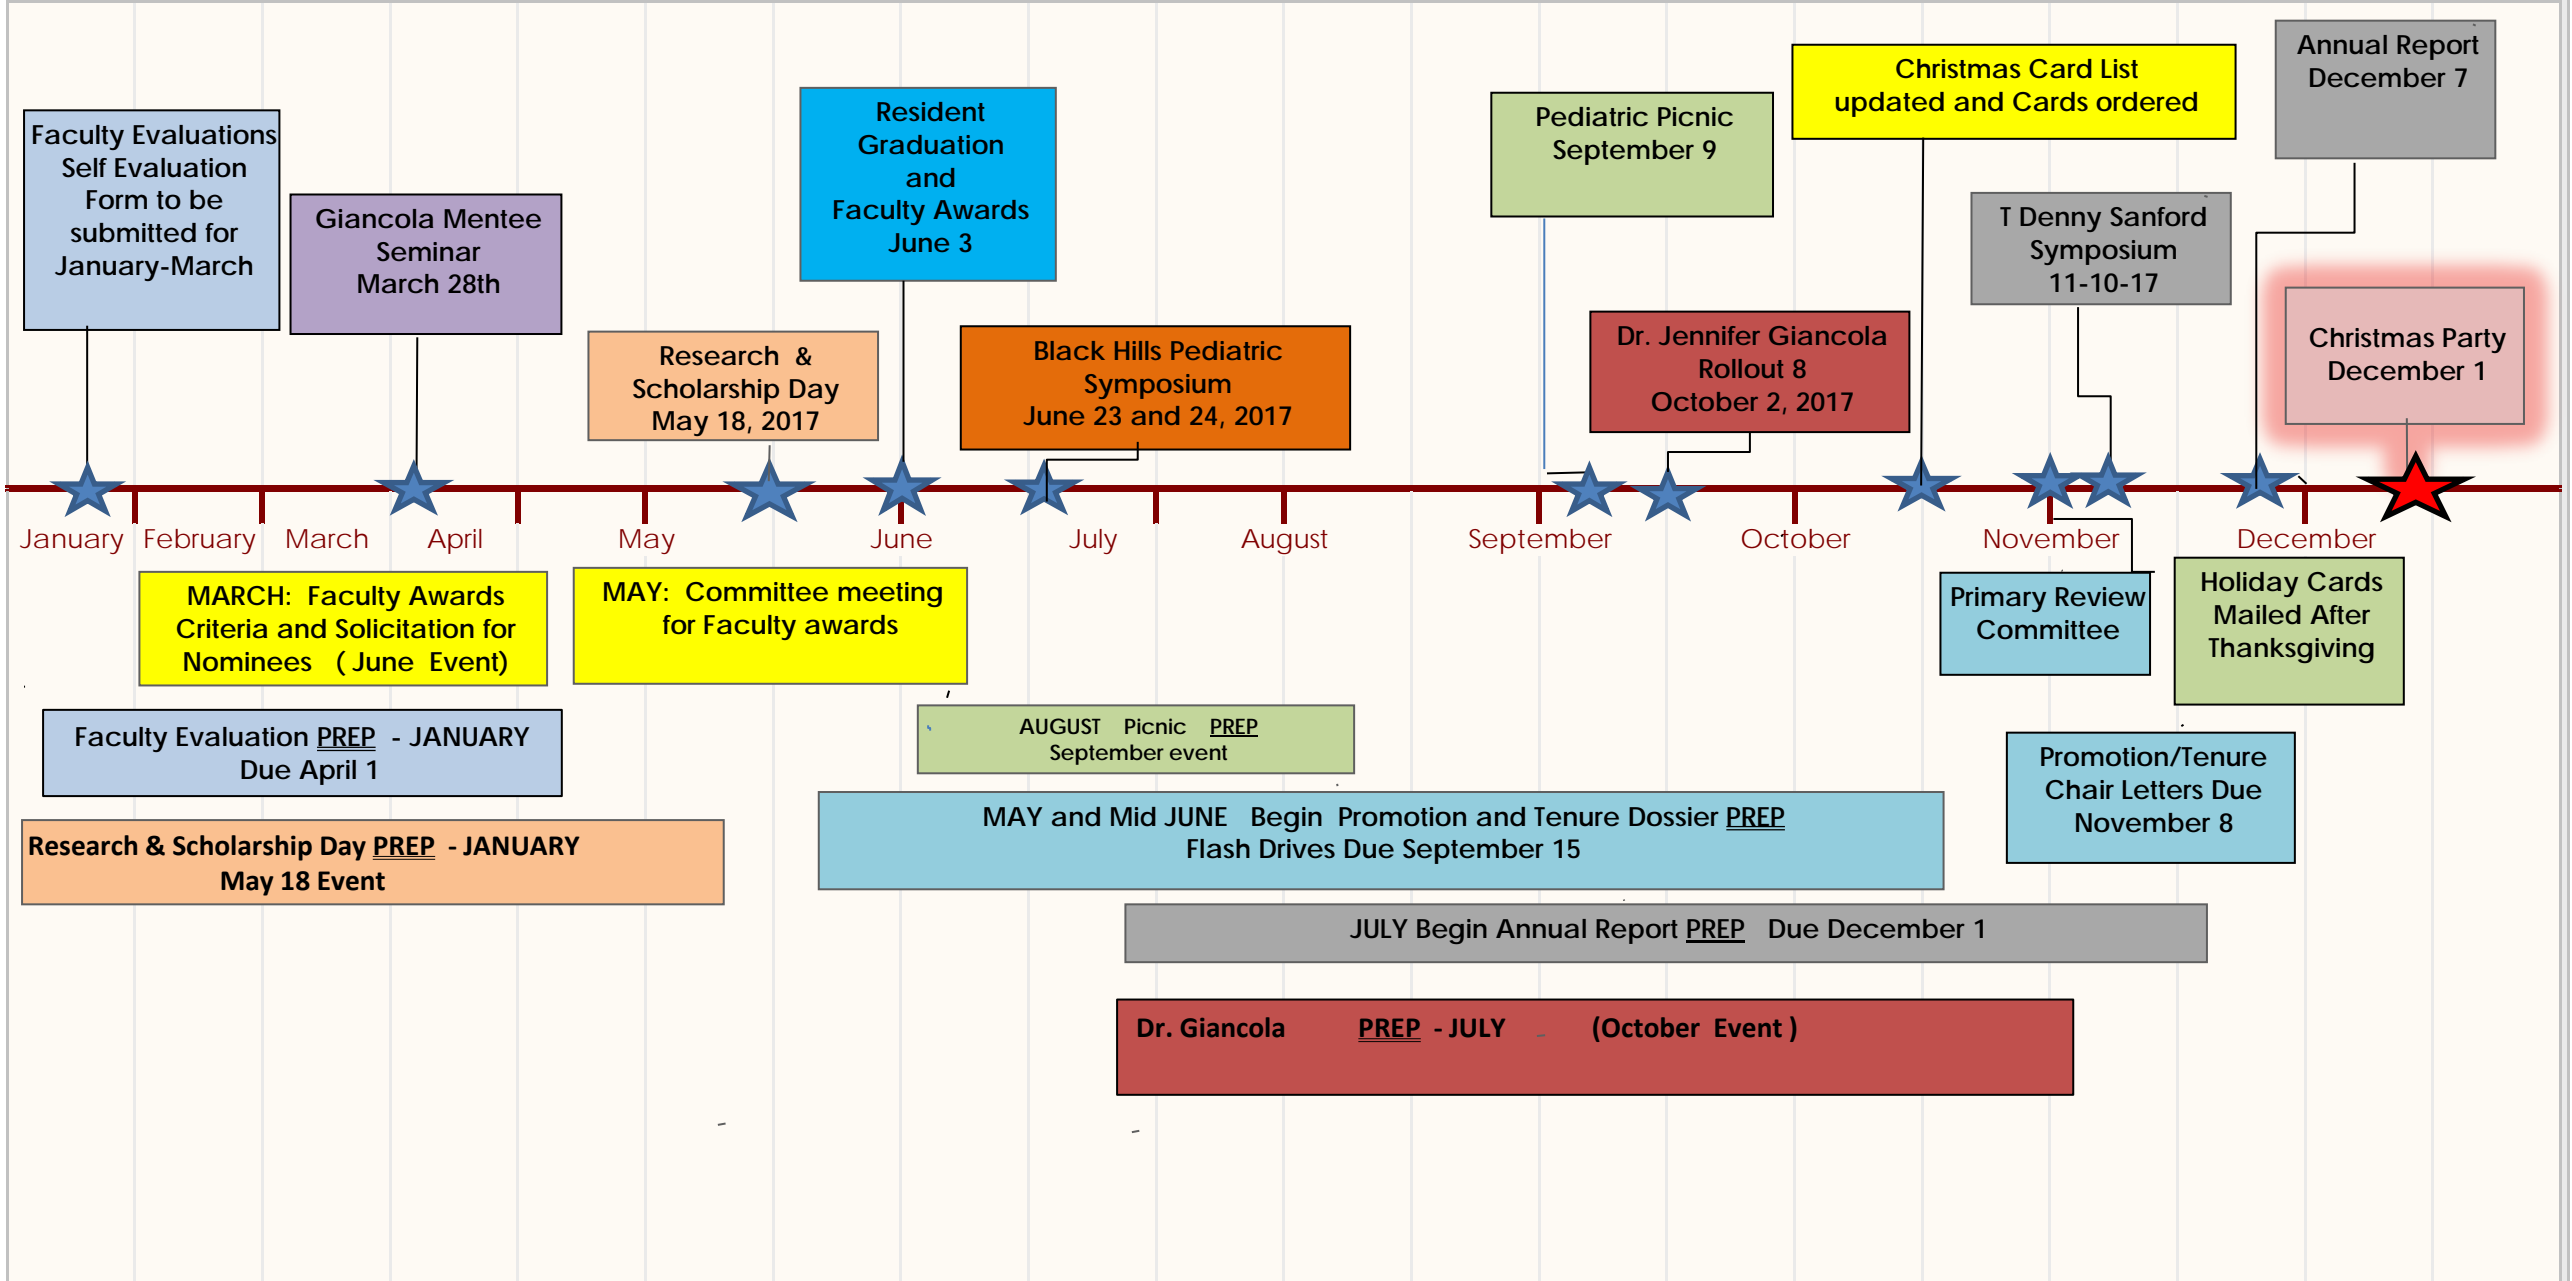 Annual Report
December 7
Christmas Card List
updated and Cards ordered
Resident
Graduation
and
Faculty Awards
June 3
Pediatric Picnic
September 9
Faculty Evaluations
Self Evaluation
Form to be
submitted for
January-March
Giancola Mentee
Seminar
March 28th
T Denny Sanford
Symposium
11-10-17
Research & 
Scholarship Day
May 18, 2017
Black Hills Pediatric
Symposium
June 23 and 24, 2017
Dr. Jennifer Giancola
Rollout 8
October 2, 2017
Christmas Party
December 1
January February March April May June July August September October November December
MARCH: Faculty Awards
Criteria and Solicitation for
Nominees ( June Event)
MAY: Committee meeting
for Faculty awards
Primary Review
Committee
Holiday Cards
Mailed After
Thanksgiving
Faculty Evaluation PREP - JANUARY
Due April 1
AUGUST Picnic PREP
September event
Promotion/Tenure
Chair Letters Due
November 8
Research & Scholarship Day PREP - JANUARY
May 18 Event
MAY and Mid JUNE Begin Promotion and Tenure Dossier PREP
Flash Drives Due September 15
JULY Begin Annual Report PREP Due December 1
Dr. Giancola PREP - JULY (October Event )